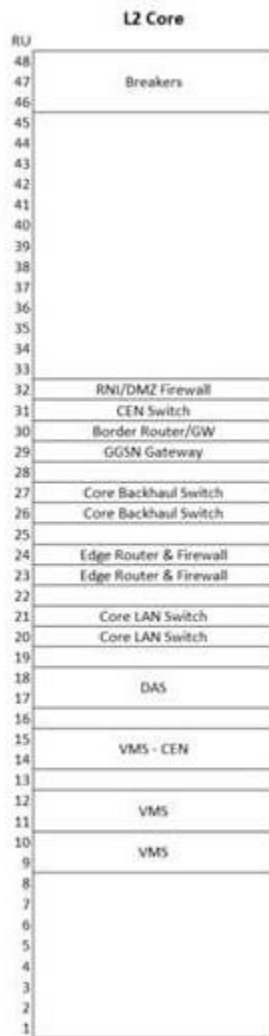 L2 Core
RU
48
47 Breakers
46
45
44
43
42
41
40
39
38
37
36
35
34
33
32 RNI/DMZ Firewall
31 CEN Switch
30 Border Router/GW
29 GGSN Gateway
28
27 Core Backhaul Switch
26 Core Backhaul Switch
25
24 Edge Router & Firewall
23 Edge Router & Firewall
22
21 Core LAN Switch
20 Core LAN Switch
19
18
DAS
17
16
15
VMS - CEN
14
13
12
VMS
11
10
VMS
9
8
7
6
5
4
3
2
1